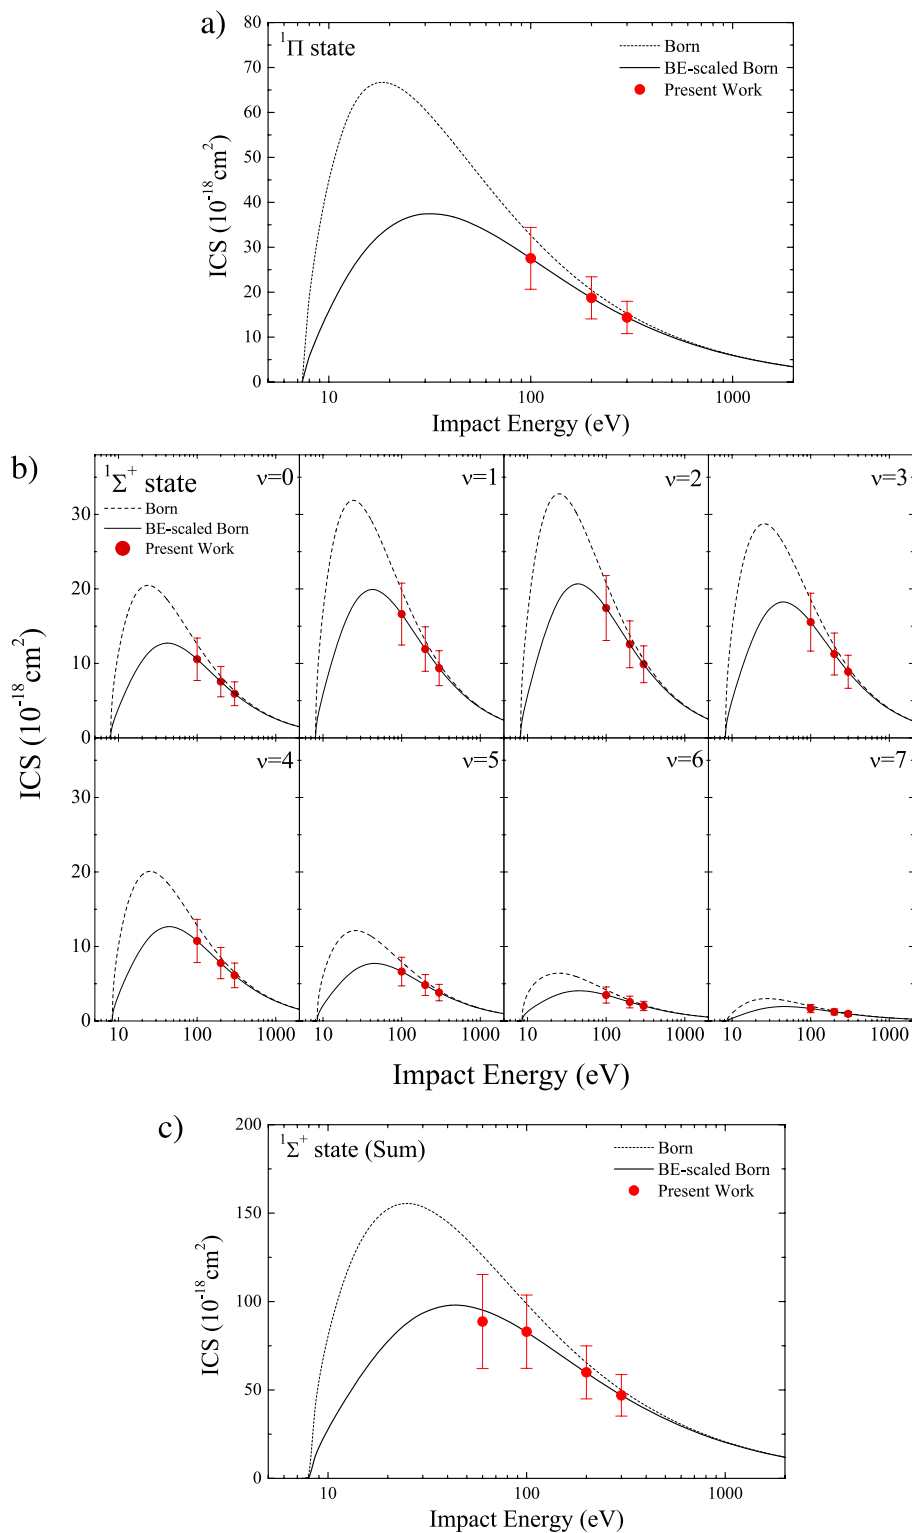 a)
¹Π state
Born
BE-scaled Born
Present Work
ICS (10⁻¹⁸cm²)
80
70
60
50
40
30
20
10
0
10 100 1000
Impact Energy (eV)
b)
¹Σ⁺ state
Born
BE-scaled Born
Present Work
ν=0 ν=1 ν=2 ν=3
30
20
10
0
ν=4 ν=5 ν=6 ν=7
30
20
10
0
ICS (10⁻¹⁸cm²)
10 100 1000 10 100 1000 10 100 1000 10 100 1000
Impact Energy (eV)
c)
¹Σ⁺ state (Sum)
Born
BE-scaled Born
Present Work
ICS (10⁻¹⁸cm²)
200
150
100
50
0
10 100 1000
Impact Energy (eV)